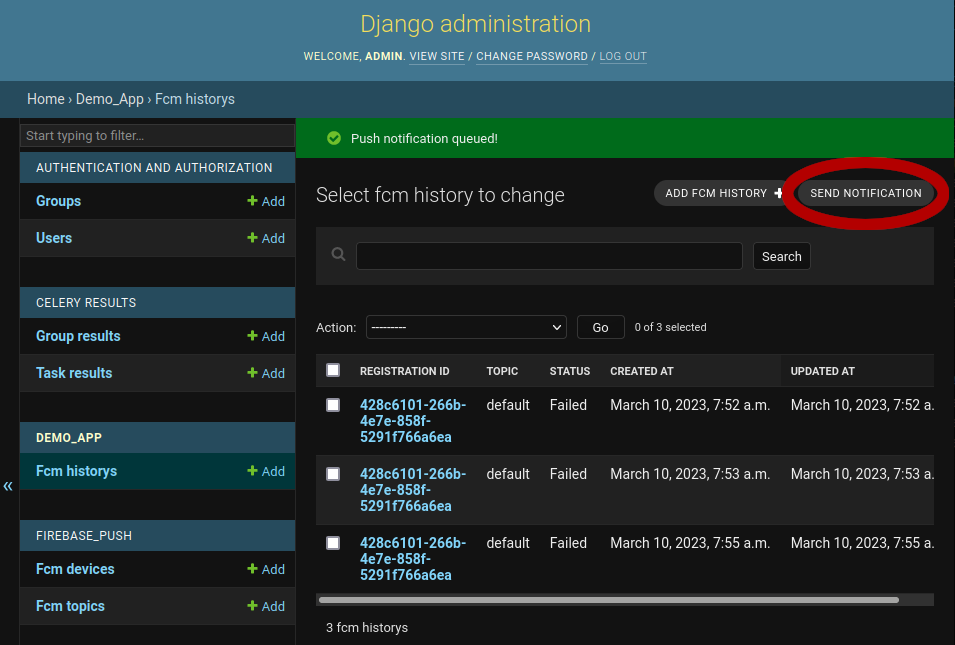 Django administration
WELCOME, ADMIN. VIEW SITE / CHANGE PASSWORD / LOG OUT
Home › Demo_App › Fcm historys
Start typing to filter...
AUTHENTICATION AND AUTHORIZATION
Groups + Add
Users + Add
CELERY RESULTS
Group results + Add
Task results + Add
DEMO_APP
Fcm historys + Add
«
FIREBASE_PUSH
Fcm devices + Add
Fcm topics + Add
Push notification queued!
Select fcm history to change
ADD FCM HISTORY +
SEND NOTIFICATION
Search
Action: --------- Go 0 of 3 selected
REGISTRATION ID TOPIC STATUS CREATED AT UPDATED AT
428c6101-266b- default Failed March 10, 2023, 7:52 a.m. March 10, 2023, 7:52 a.
4e7e-858f-
5291f766a6ea
428c6101-266b- default Failed March 10, 2023, 7:53 a.m. March 10, 2023, 7:53 a.
4e7e-858f-
5291f766a6ea
428c6101-266b- default Failed March 10, 2023, 7:55 a.m. March 10, 2023, 7:55 a.
4e7e-858f-
5291f766a6ea
3 fcm historys